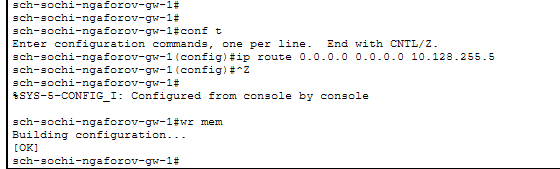 sch-sochi-ngaforov-gw-1#
sch-sochi-ngaforov-gw-1#
sch-sochi-ngaforov-gw-1#conf t
Enter configuration commands, one per line.  End with CNTL/Z.
sch-sochi-ngaforov-gw-1(config)#ip route 0.0.0.0 0.0.0.0 10.128.255.5
sch-sochi-ngaforov-gw-1(config)#^Z
sch-sochi-ngaforov-gw-1#
%SYS-5-CONFIG_I: Configured from console by console

sch-sochi-ngaforov-gw-1#wr mem
Building configuration...
[OK]
sch-sochi-ngaforov-gw-1#